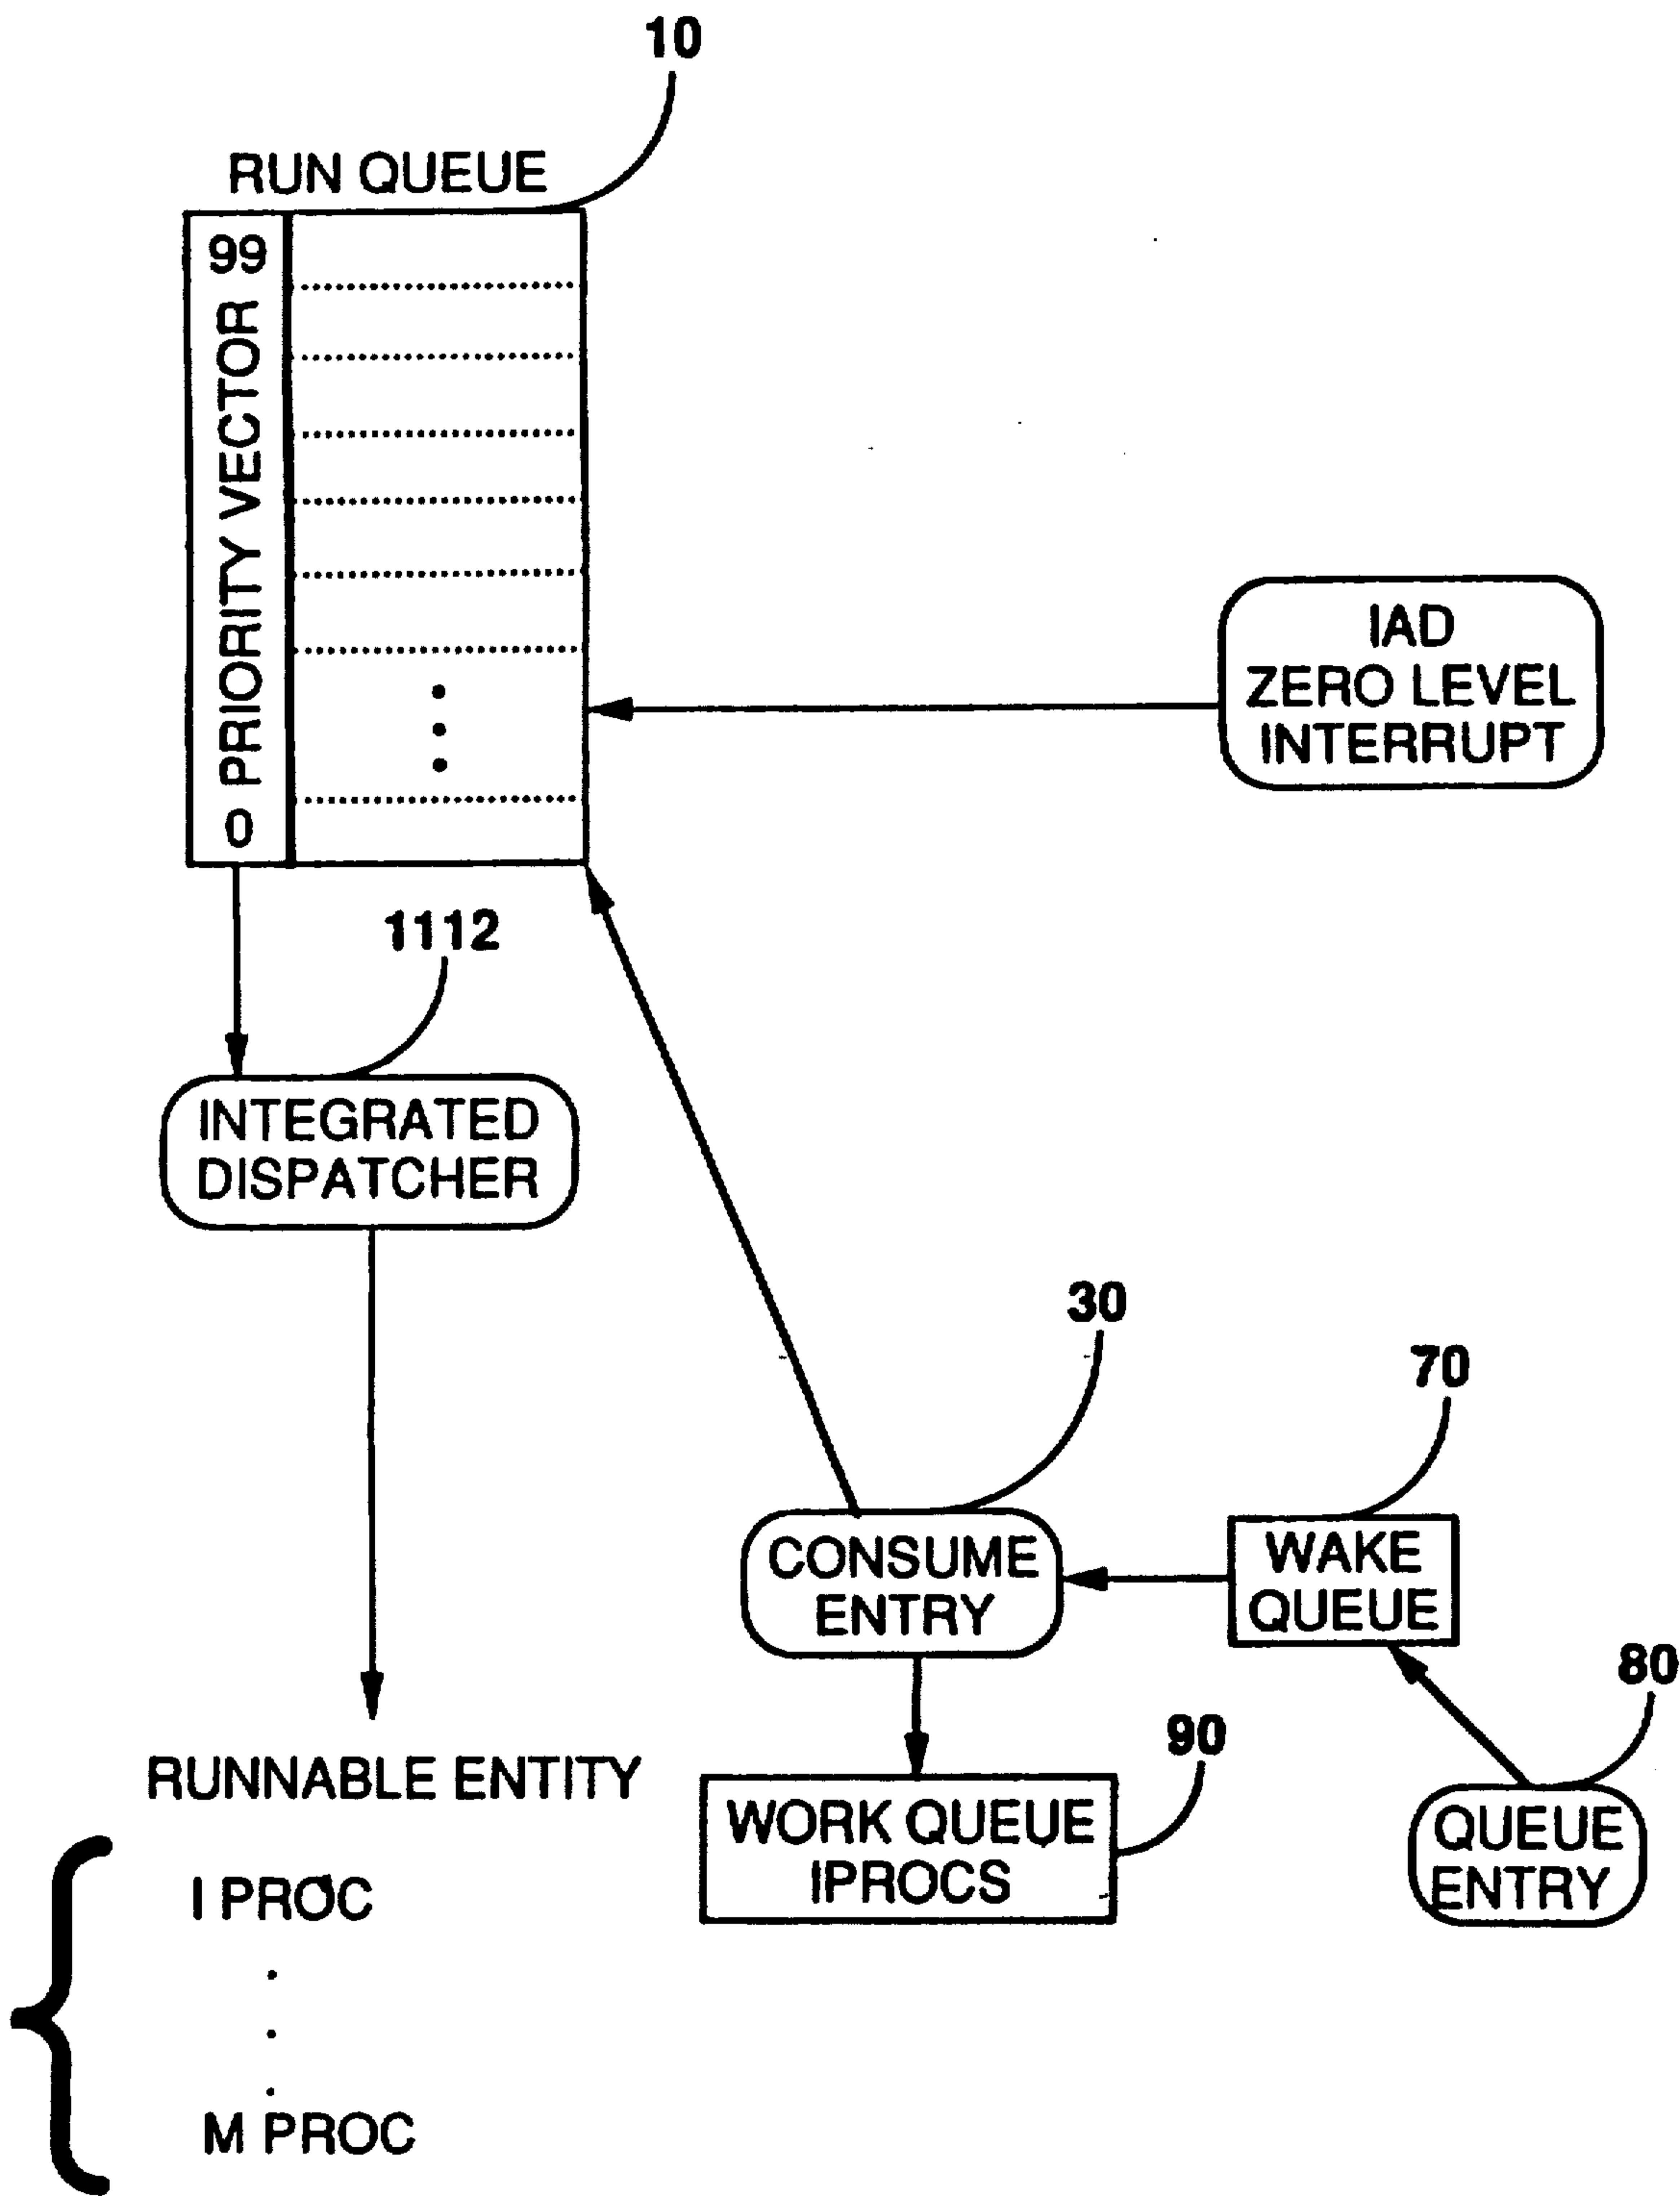 10
RUN QUEUE
99
PRIORITY VECTOR
0
IAD
ZERO LEVEL
INTERRUPT
1112
INTEGRATED
DISPATCHER
30
CONSUME
ENTRY
70
WAKE
QUEUE
80
QUEUE
ENTRY
90
WORK QUEUE
IPROCS
RUNNABLE ENTITY
I PROC
M PROC